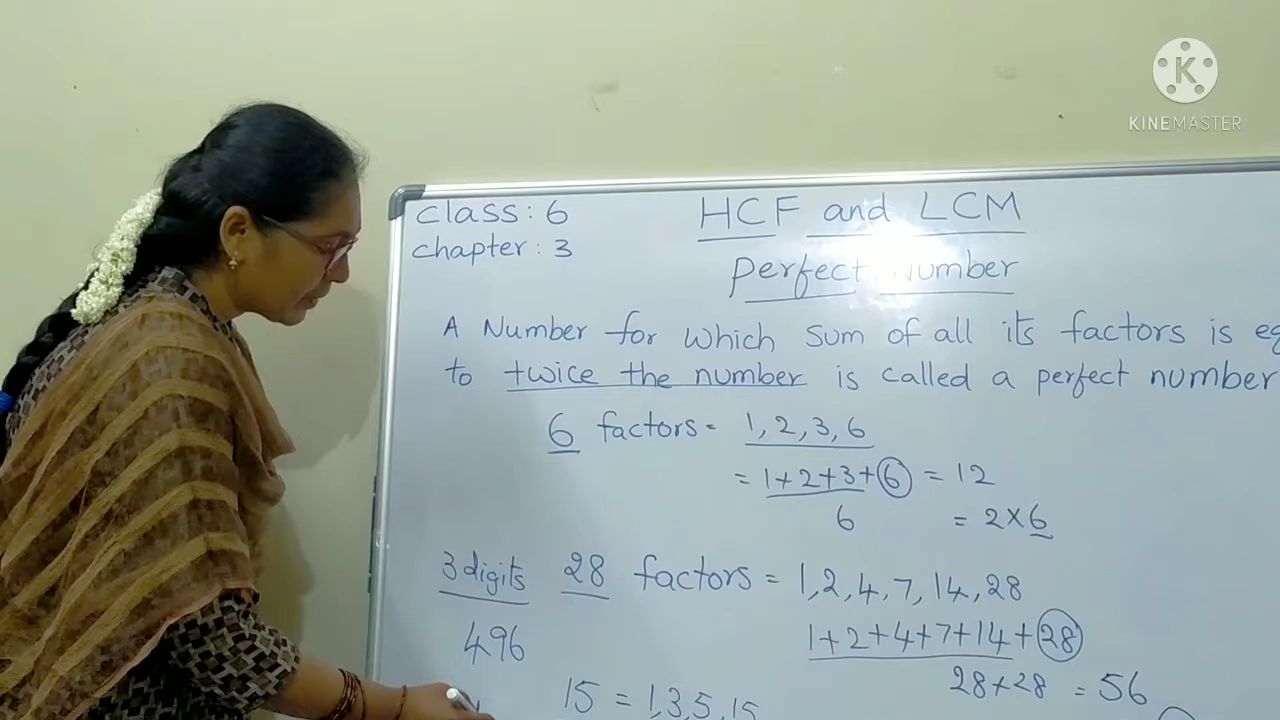 KINEMASTER
class: 6
HCF and LCM
chapter: 3
perfect Number
A Number for which sum of all its factors is
to twice the number is called a perfect number
6 factors = 1, 2, 3, 6
= 1+2+3+6 = 12
6 = 2×6
3 digits 28 factors = 1, 2, 4, 7, 14, 28
496 1+2+4+7+14+28
28+28 = 56
15 = 1,3,5,15